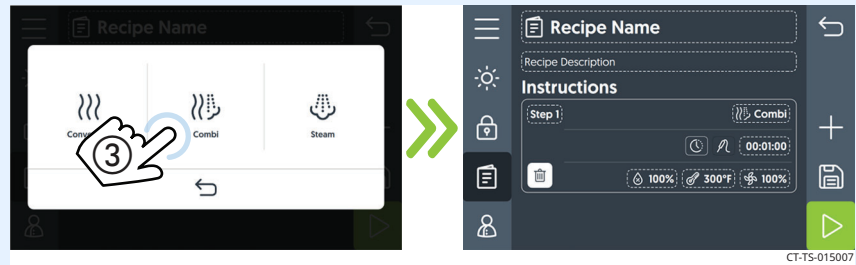 Recipe Name
Combi
Steam
3
Recipe Name
Recipe Description
Instructions
Step 1
Combi
00:01:00
100%
300°F
100%
CT-TS-015007